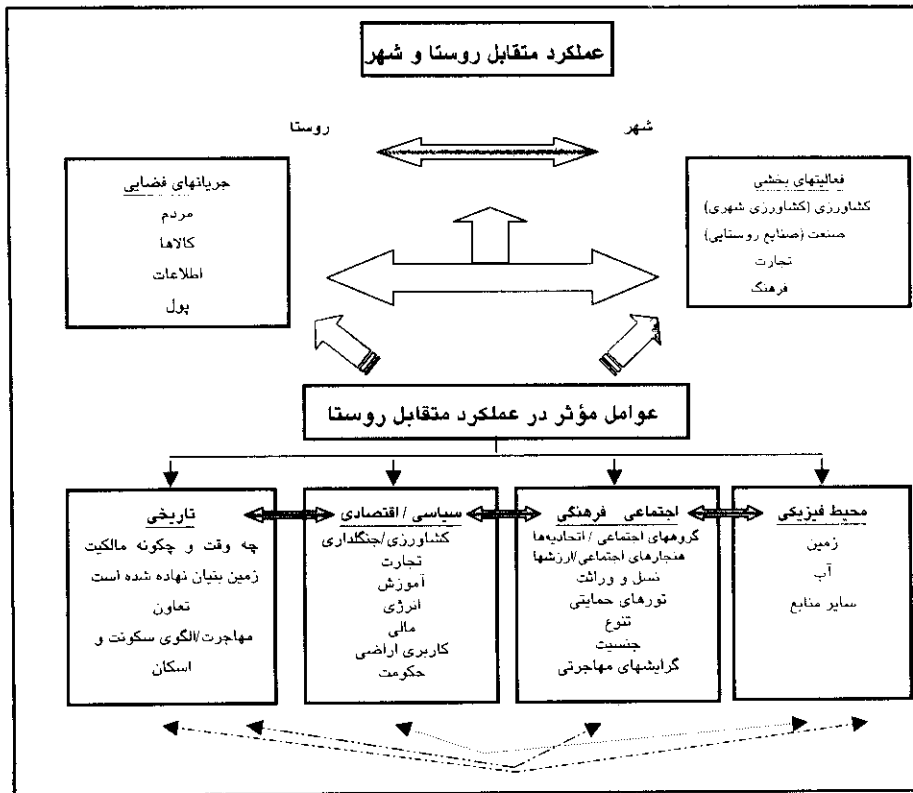 عملکرد متقابل روستا و شهر
شهر
روستا
فعالیتهای بخشی
کشاورزی (کشاورزی شهری)
صنعت (صنایع روستایی)
تجارت
فرهنگ
جریانهای فضایی
مردم
کالاها
اطلاعات
پول
عوامل مؤثر در عملکرد متقابل روستا
محیط فیزیکی
زمین
آب
سایر منابع
اجتماعی فرهنگی
گروههای اجتماعی / اتحادیه‌ها
هنجارهای اجتماعی/ارزشها
نسل و وراثت
تورهای حمایتی
تنوع
جنسیت
گرایشهای مهاجرتی
سیاسی / اقتصادی
کشاورزی/جنگلداری
تجارت
آموزش
انرژی
مالی
کاربری اراضی
حکومت
تاریخی
چه وقت و چگونه مالکیت
زمین بنیان نهاده شده است
تعاون
مهاجرت/الگوی سکونت و
اسکان